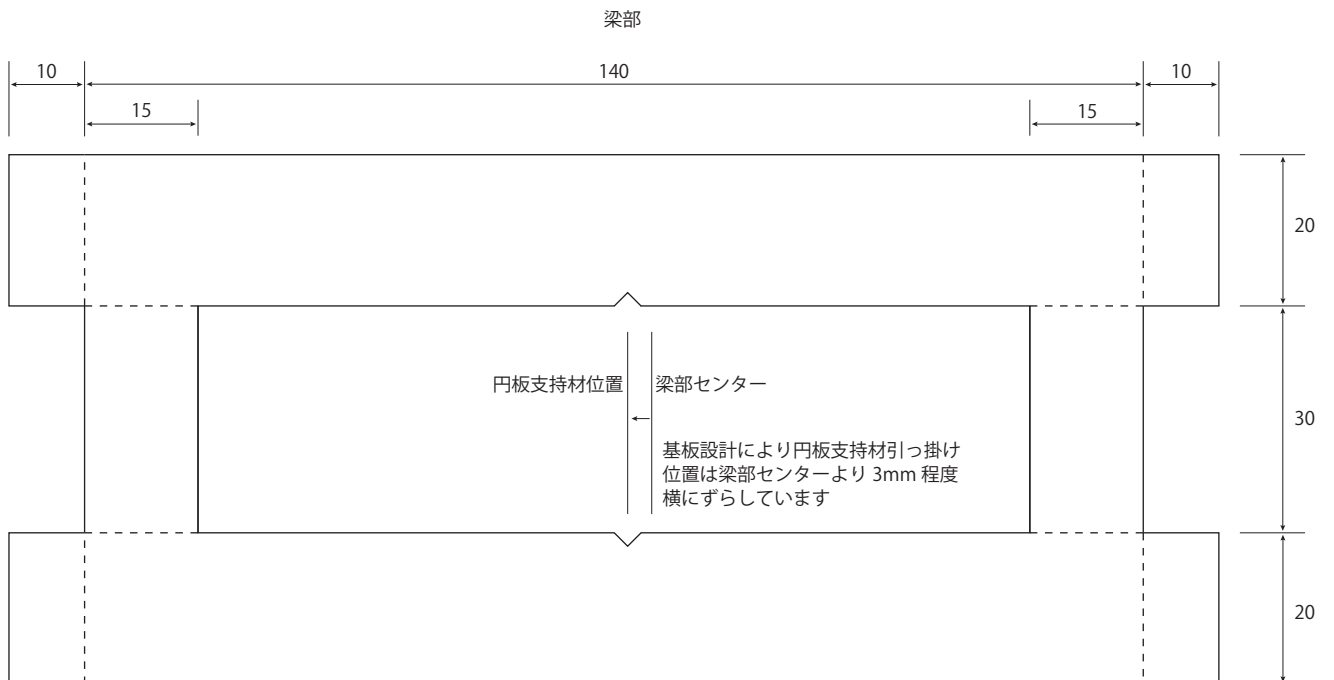 梁部
10
140
10
15
15
20
円板支持材位置
梁部センター
30
基板設計により円板支持材引っ掛け
位置は梁部センターより 3mm 程度
横にずらしています
20